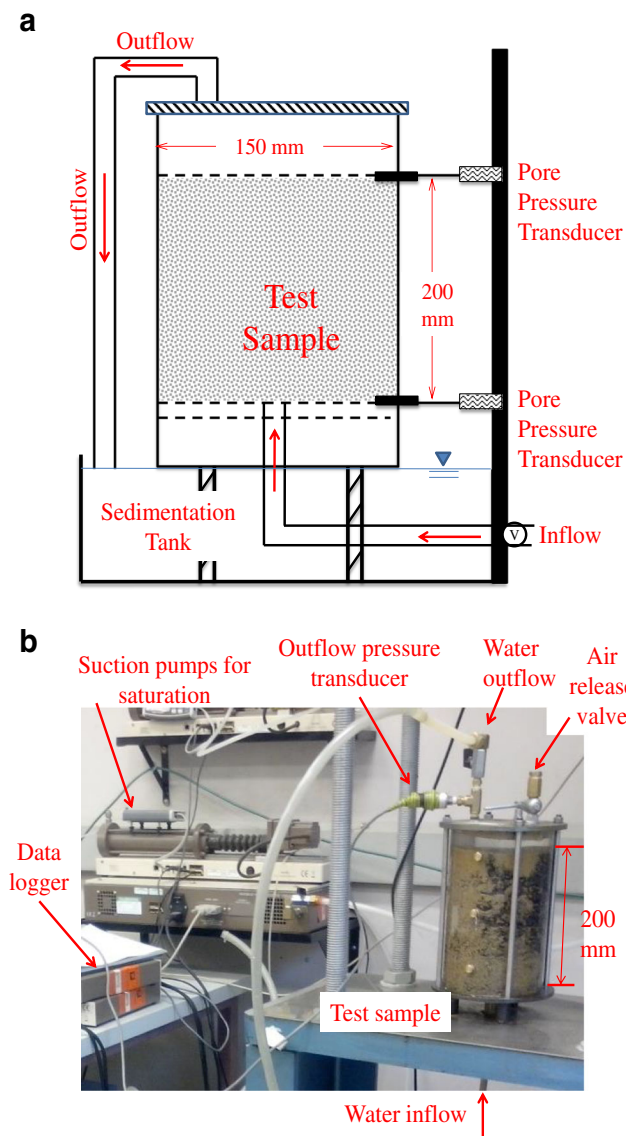 a
Outflow
Outflow
150 mm
Pore
Pressure
Transducer
Test
Sample
200
mm
Pore
Pressure
Transducer
Sedimentation
Tank
V
Inflow
b
Suction pumps for
saturation
Outflow pressure
transducer
Water
outflow
Air
release
valve
Data
logger
200
mm
Test sample
Water inflow